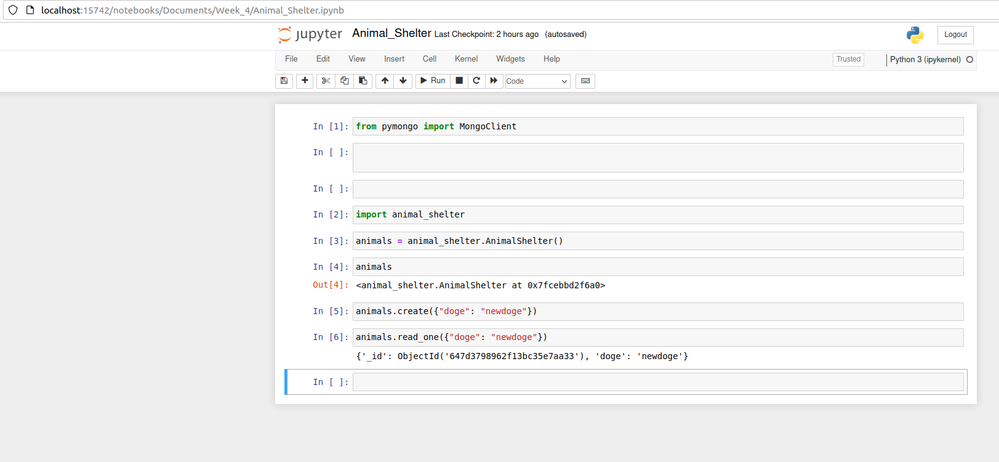 localhost:15742/notebooks/Documents/Week_4/Animal_Shelter.ipynb
jupyter Animal_Shelter Last Checkpoint: 2 hours ago (autosaved) Logout
File Edit View Insert Cell Kernel Widgets Help Trusted Python 3 (ipykernel)
Run Code
In [1]: from pymongo import MongoClient
In [ ]:
In [ ]:
In [2]: import animal_shelter
In [3]: animals = animal_shelter.AnimalShelter()
In [4]: animals
Out[4]: <animal_shelter.AnimalShelter at 0x7fcebbd2f6a0>
In [5]: animals.create({"doge": "newdoge"})
In [6]: animals.read_one({"doge": "newdoge"})
{'_id': ObjectId('647d3798962f13bc35e7aa33'), 'doge': 'newdoge'}
In [ ]: